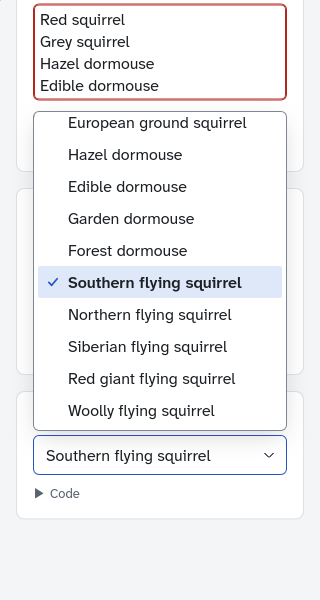 Red squirrel
Grey squirrel
Hazel dormouse
Edible dormouse
European ground squirrel
Hazel dormouse
Edible dormouse
Garden dormouse
Forest dormouse
Southern flying squirrel
Northern flying squirrel
Siberian flying squirrel
Red giant flying squirrel
Woolly flying squirrel
Southern flying squirrel
Code